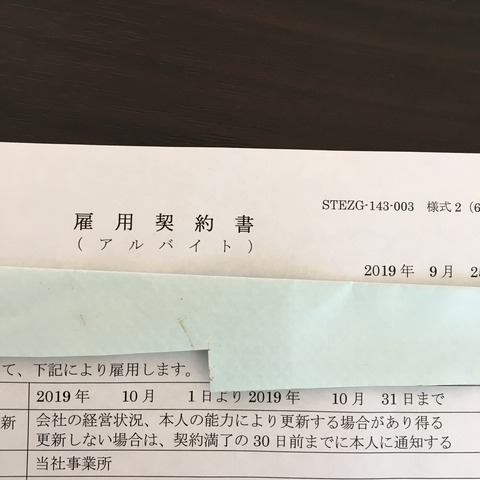 STEZG-143-003 様式2（6
雇用契約書
（アルバイト）
2019年 9月 25
て、下記により雇用します。
2019年 10月 1日より2019年 10月 31日まで
新 会社の経営状況、本人の能力により更新する場合があり得る
更新しない場合は、契約満了の30日前までに本人に通知する
当社事業所